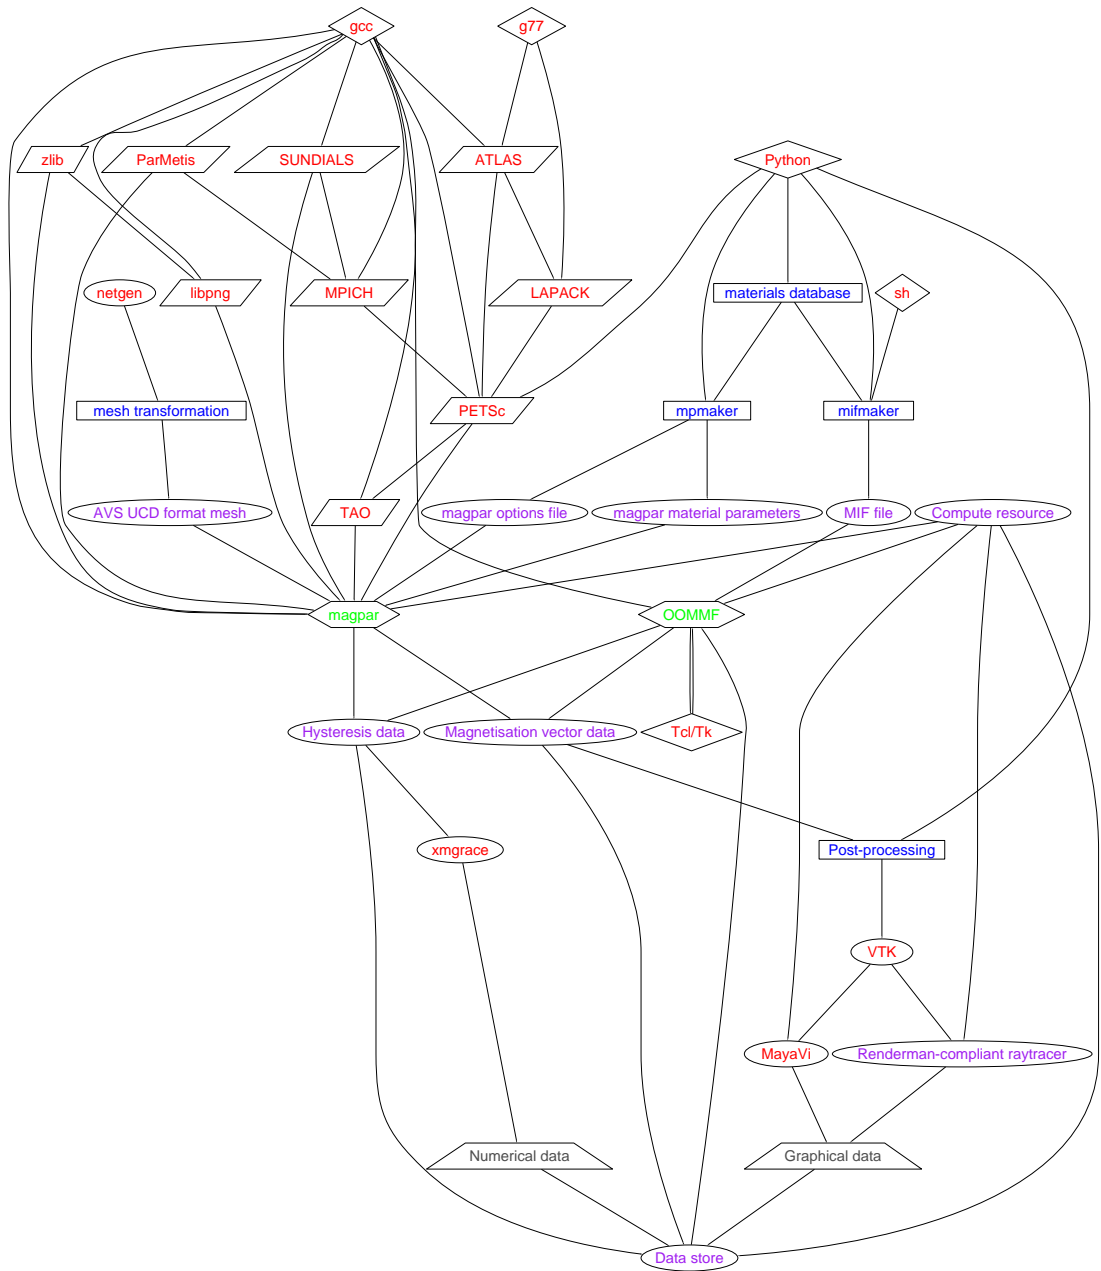 gcc
g77
zlib
ParMetis
SUNDIALS
ATLAS
Python
netgen
libpng
MPICH
LAPACK
materials database
sh
mesh transformation
PETSc
mpmaker
mifmaker
AVS UCD format mesh
TAO
magpar options file
magpar material parameters
MIF file
Compute resource
magpar
OOMMF
Hysteresis data
Magnetisation vector data
Tcl/Tk
xmgrace
Post-processing
VTK
MayaVi
Renderman-compliant raytracer
Numerical data
Graphical data
Data store